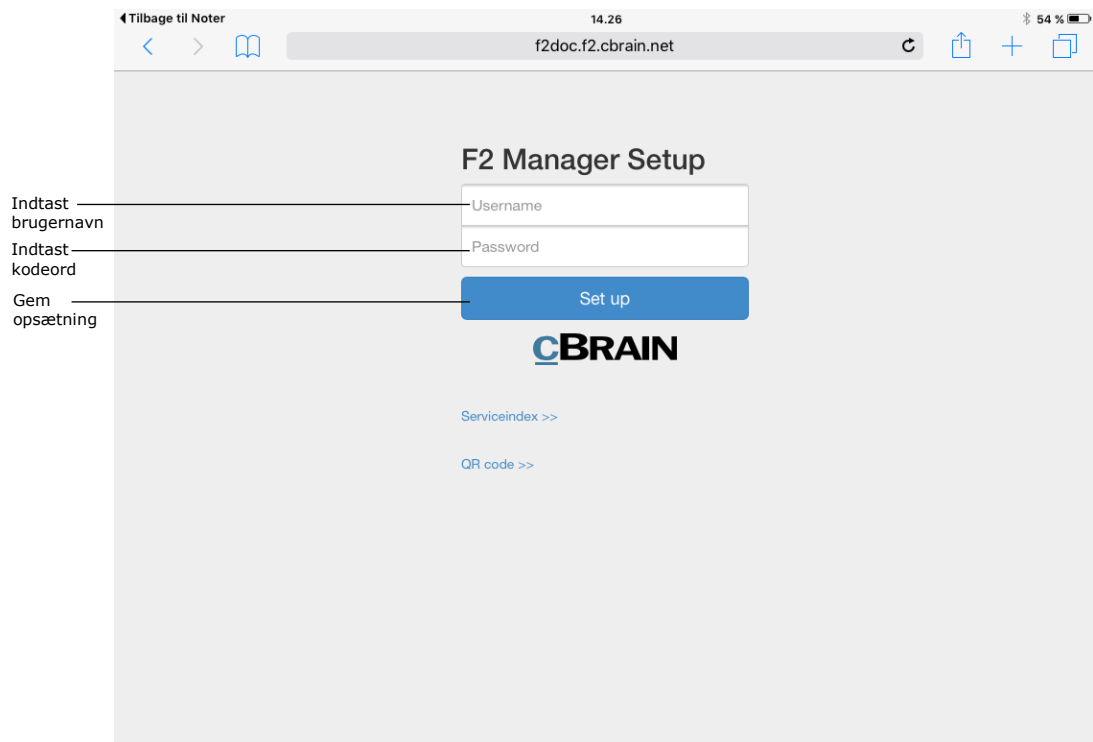 Tilbage til Noter
14.26
54 %
f2doc.f2.cbrain.net
F2 Manager Setup
Indtast
brugernavn
Username
Indtast
kodeord
Password
Gem
opsætning
Set up
cBRAIN
Serviceindex >>
QR code >>